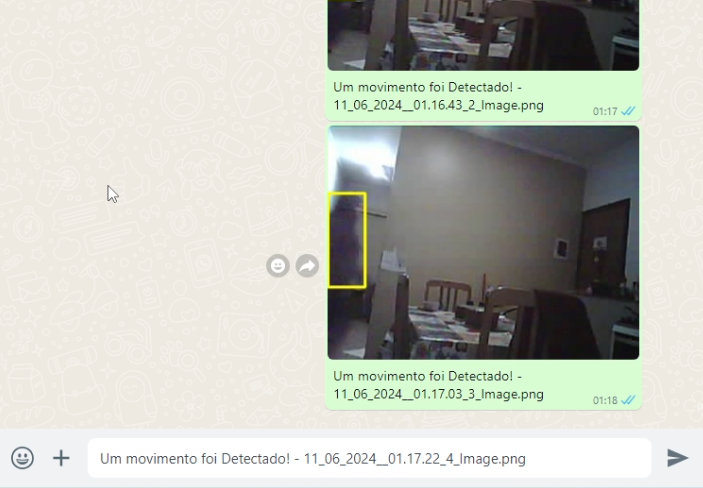 Um movimento foi Detectado! -
11_06_2024__01.16.43_2_Image.png
01:17
Um movimento foi Detectado! -
11_06_2024__01.17.03_3_Image.png
01:18
Um movimento foi Detectado! - 11_06_2024__01.17.22_4_Image.png